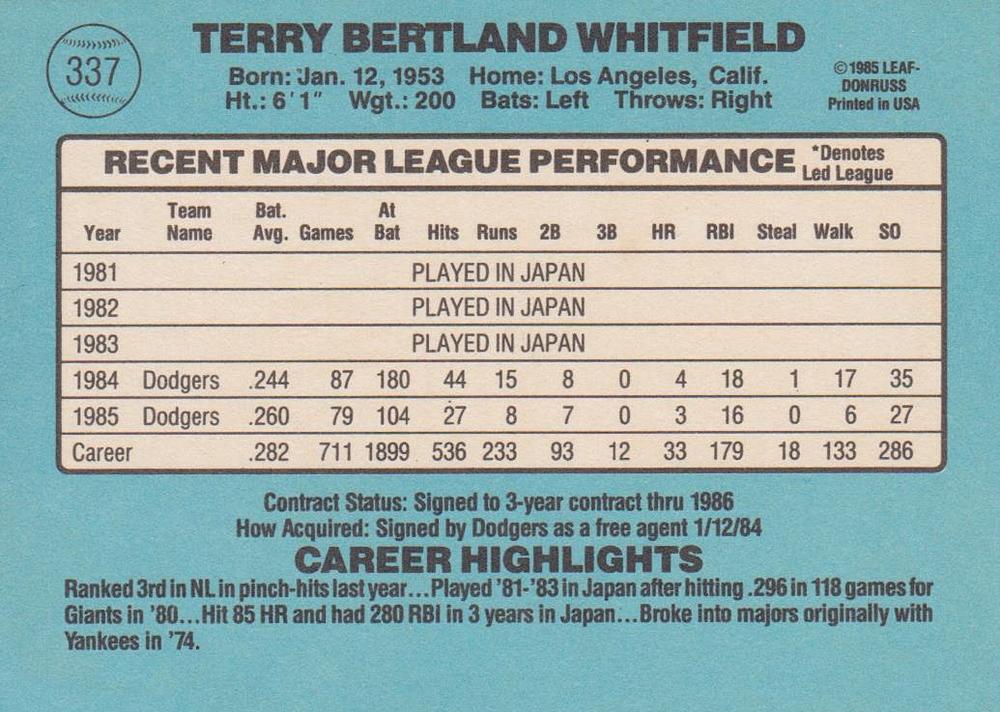 337
TERRY BERTLAND WHITFIELD
Born: Jan. 12, 1953 Home: Los Angeles, Calif.
Ht.: 6'1" Wgt.: 200 Bats: Left Throws: Right
©1985 LEAF-
DONRUSS
Printed in USA
RECENT MAJOR LEAGUE PERFORMANCE *Denotes
Led League
Year Team Name Bat. Avg. Games At Bat Hits Runs 2B 3B HR RBI Steal Walk SO
1981 PLAYED IN JAPAN
1982 PLAYED IN JAPAN
1983 PLAYED IN JAPAN
1984 Dodgers .244 87 180 44 15 8 0 4 18 1 17 35
1985 Dodgers .260 79 104 27 8 7 0 3 16 0 6 27
Career .282 711 1899 536 233 93 12 33 179 18 133 286
Contract Status: Signed to 3-year contract thru 1986
How Acquired: Signed by Dodgers as a free agent 1/12/84
CAREER HIGHLIGHTS
Ranked 3rd in NL in pinch-hits last year...Played '81-'83 in Japan after hitting .296 in 118 games for
Giants in '80...Hit 85 HR and had 280 RBI in 3 years in Japan...Broke into majors originally with
Yankees in '74.